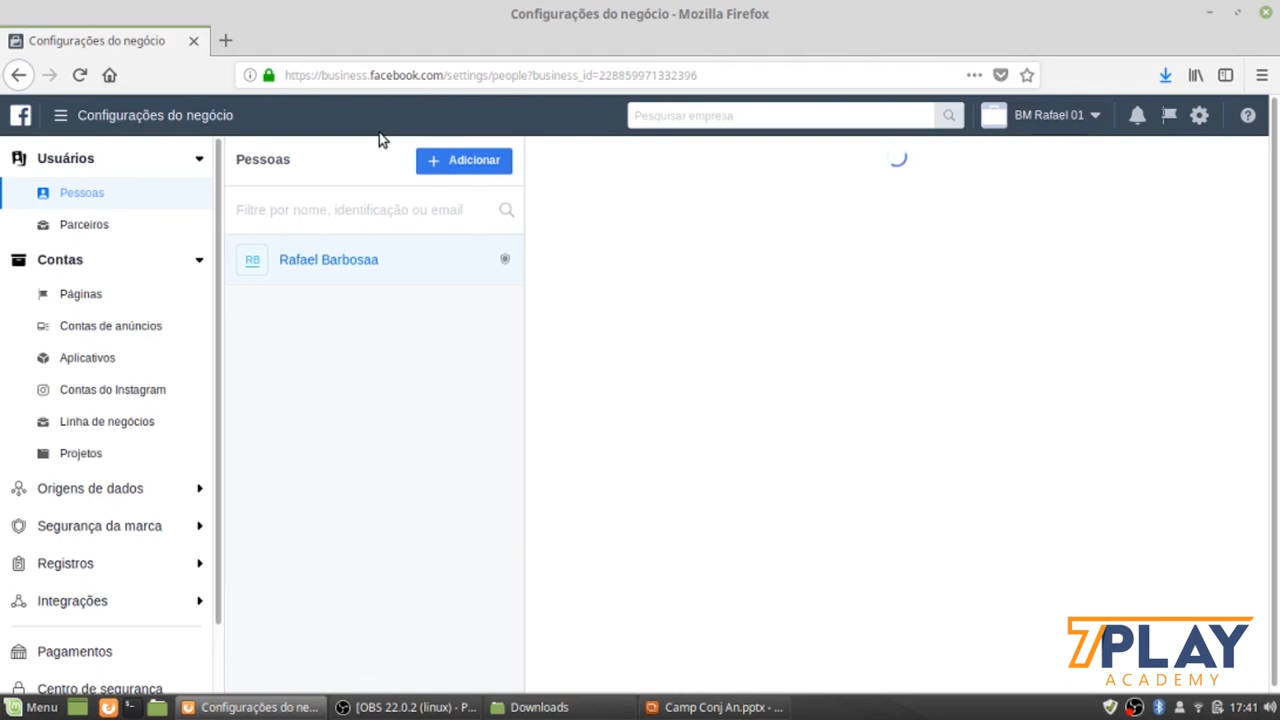 Configurações do negócio - Mozilla Firefox
Configurações do negócio
https://business.facebook.com/settings/people?business_id=228859971332396
Configurações do negócio
Pesquisar empresa
BM Rafael 01
Usuários
Pessoas
Parceiros
Contas
Páginas
Contas de anúncios
Aplicativos
Contas do Instagram
Linha de negócios
Projetos
Origens de dados
Segurança da marca
Registros
Integrações
Pagamentos
Centro de segurança
Pessoas
+ Adicionar
Filtre por nome, identificação ou email
RB
Rafael Barbosaa
7PLAY
ACADEMY
Menu
Configurações do ne...
[OBS 22.0.2 (linux) - P...
Downloads
Camp Conj An.pptx - ...
17:41